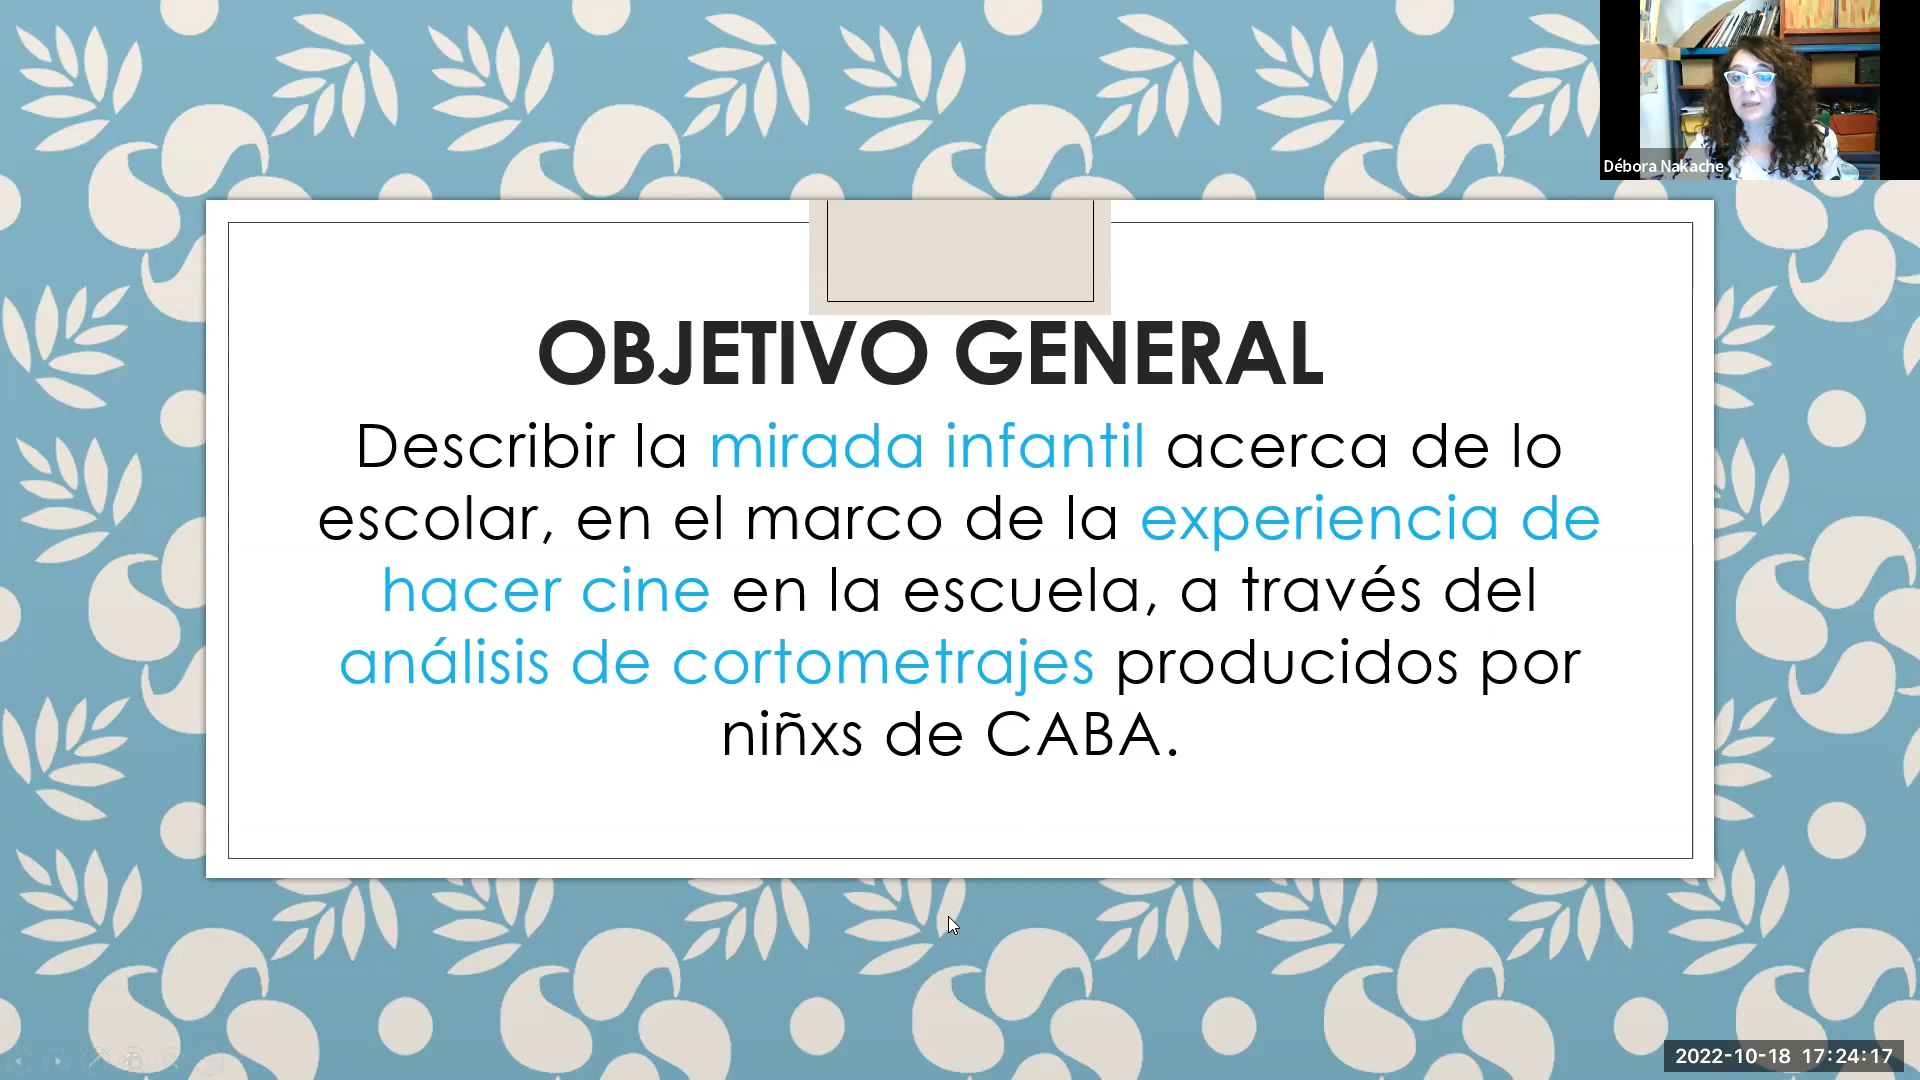 Débora Nakache
OBJETIVO GENERAL
Describir la mirada infantil acerca de lo
escolar, en el marco de la experiencia de
hacer cine en la escuela, a través del
análisis de cortometrajes producidos por
niñxs de CABA.
2022-10-18 17:24:17